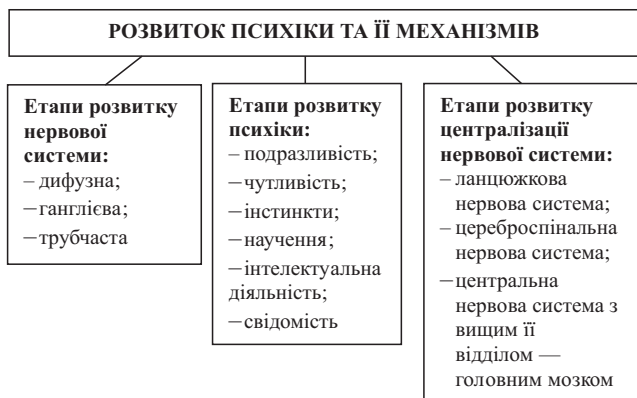 РОЗВИТОК ПСИХІКИ ТА ЇЇ МЕХАНІЗМІВ
Етапи розвитку
нервової
системи:
– дифузна;
– ганглієва;
– трубчаста
Етапи розвитку
психіки:
– подразливість;
– чутливість;
– інстинкти;
– научення;
– інтелектуальна
діяльність;
– свідомість
Етапи розвитку
централізації
нервової системи:
– ланцюжкова
нервова система;
– цереброспінальна
нервова система;
– центральна
нервова система з
вищим її
відділом —
головним мозком